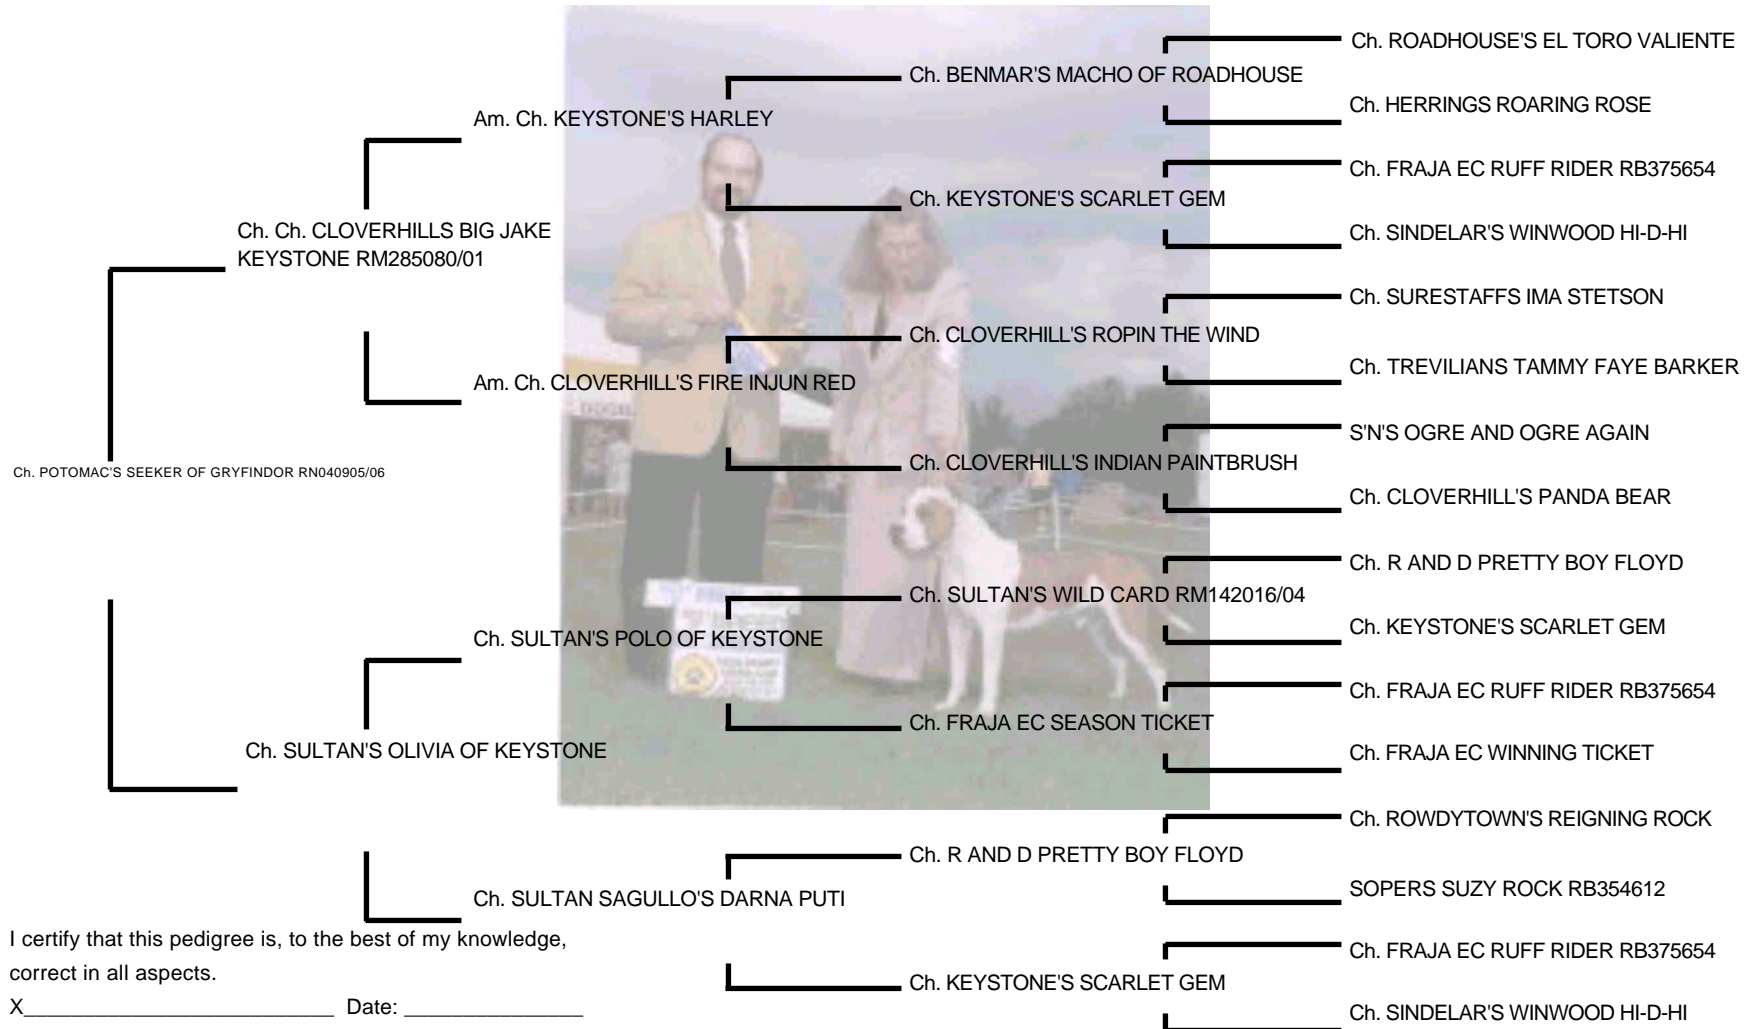 Ch. ROADHOUSE'S EL TORO VALIENTE
Ch. BENMAR'S MACHO OF ROADHOUSE
Ch. HERRINGS ROARING ROSE
Am. Ch. KEYSTONE'S HARLEY
Ch. FRAJA EC RUFF RIDER RB375654
Ch. KEYSTONE'S SCARLET GEM
Ch. SINDELAR'S WINWOOD HI-D-HI
Ch. Ch. CLOVERHILLS BIG JAKE
KEYSTONE RM285080/01
Ch. SURESTAFFS IMA STETSON
Ch. CLOVERHILL'S ROPIN THE WIND
Ch. TREVILIANS TAMMY FAYE BARKER
Am. Ch. CLOVERHILL'S FIRE INJUN RED
S'N'S OGRE AND OGRE AGAIN
Ch. CLOVERHILL'S INDIAN PAINTBRUSH
Ch. CLOVERHILL'S PANDA BEAR
Ch. POTOMAC'S SEEKER OF GRYFINDOR RN040905/06
Ch. R AND D PRETTY BOY FLOYD
Ch. SULTAN'S WILD CARD RM142016/04
Ch. KEYSTONE'S SCARLET GEM
Ch. SULTAN'S POLO OF KEYSTONE
Ch. FRAJA EC RUFF RIDER RB375654
Ch. FRAJA EC SEASON TICKET
Ch. FRAJA EC WINNING TICKET
Ch. SULTAN'S OLIVIA OF KEYSTONE
Ch. ROWDYTOWN'S REIGNING ROCK
Ch. R AND D PRETTY BOY FLOYD
SOPERS SUZY ROCK RB354612
Ch. SULTAN SAGULLO'S DARNA PUTI
Ch. FRAJA EC RUFF RIDER RB375654
Ch. KEYSTONE'S SCARLET GEM
Ch. SINDELAR'S WINWOOD HI-D-HI
I certify that this pedigree is, to the best of my knowledge,
correct in all aspects.
X____________________________ Date: ________________